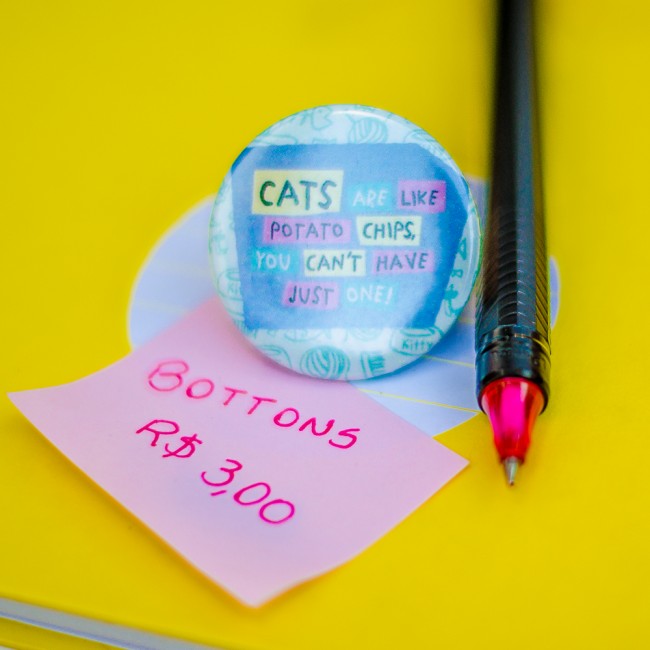 CATS ARE LIKE
POTATO CHIPS,
YOU CAN'T HAVE
JUST ONE!
Kitty
BOTTONS
R$ 3,00